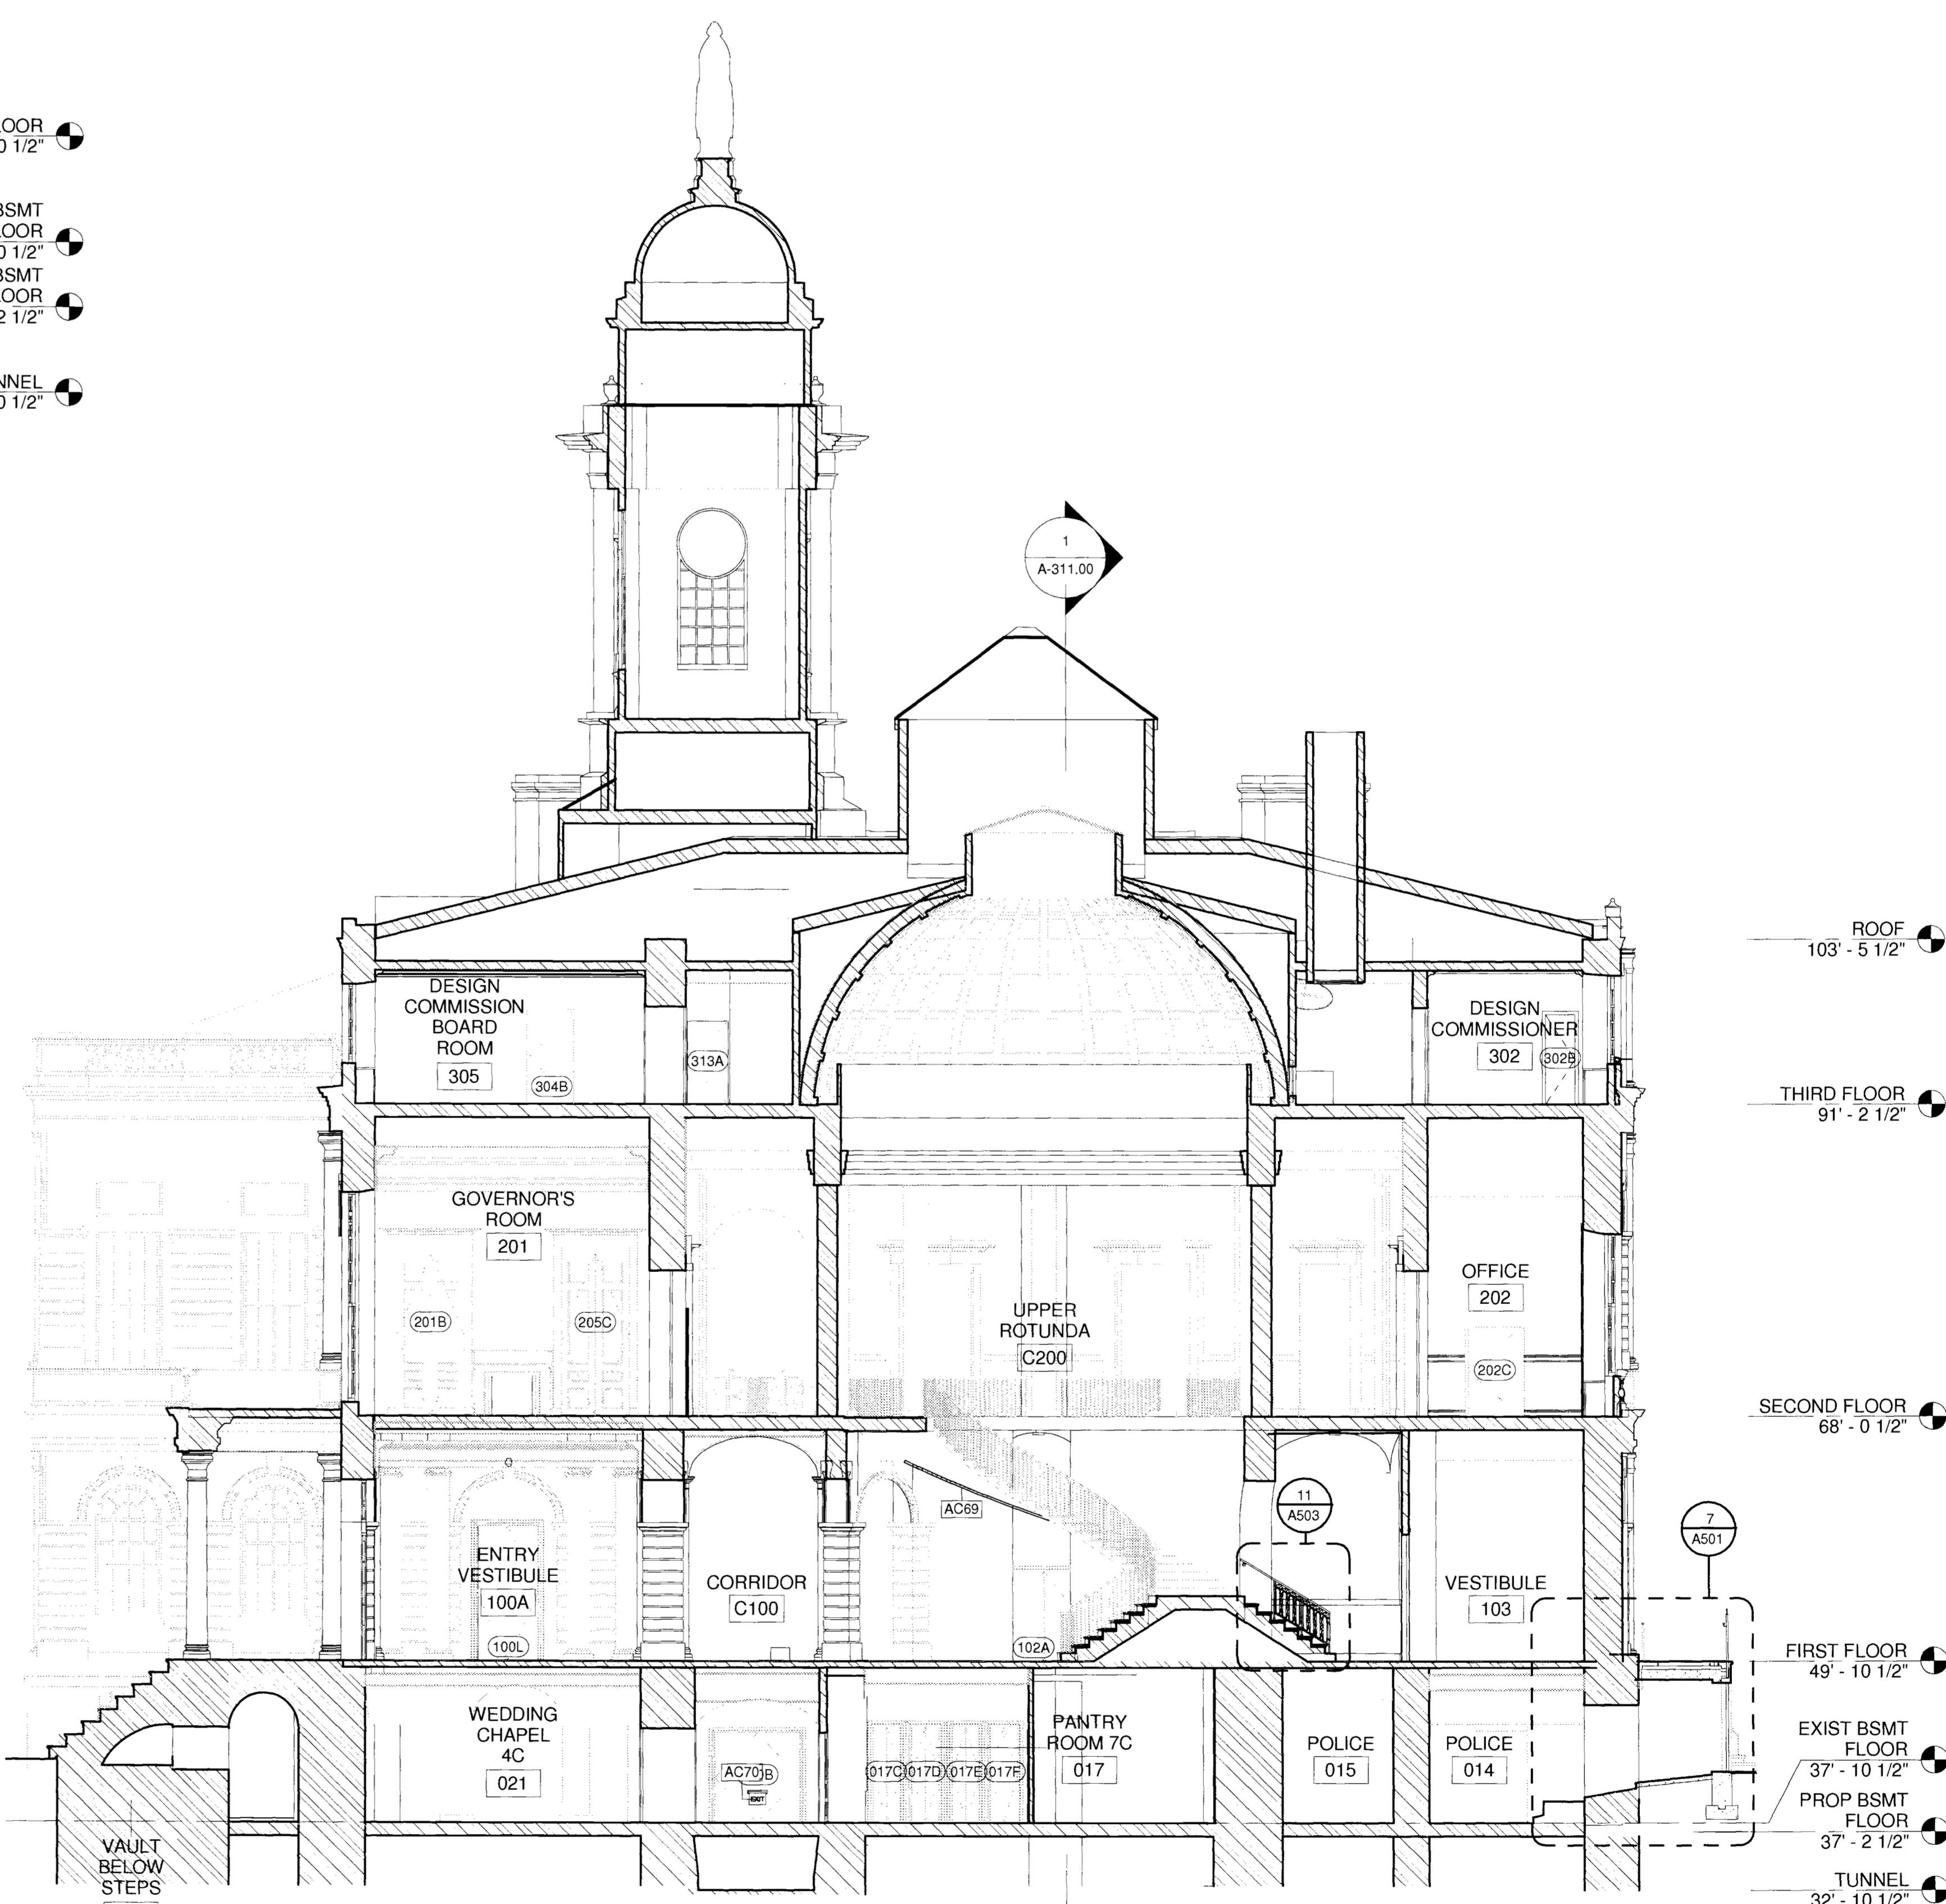 OOR
0 1/2"
BSMT
OOR
0 1/2"
BSMT
OOR
2 1/2"
NNEL
0 1/2"
1
A-311.00
ROOF
103' - 5 1/2"
DESIGN
COMMISSION
BOARD
ROOM
305
304B
313A
DESIGN
COMMISSIONER
302
302B
THIRD FLOOR
91' - 2 1/2"
GOVERNOR'S
ROOM
201
201B
205C
UPPER
ROTUNDA
C200
OFFICE
202
202C
SECOND FLOOR
68' - 0 1/2"
AC69
11
A503
7
A501
ENTRY
VESTIBULE
100A
100L
CORRIDOR
C100
102A
VESTIBULE
103
FIRST FLOOR
49' - 10 1/2"
WEDDING
CHAPEL
4C
021
AC70
B
EXIT
017C
017D
017E
017F
PANTRY
ROOM 7C
017
POLICE
015
POLICE
014
EXIST BSMT
FLOOR
37' - 10 1/2"
PROP BSMT
FLOOR
37' - 2 1/2"
VAULT
BELOW
STEPS
TUNNEL
32' - 10 1/2"